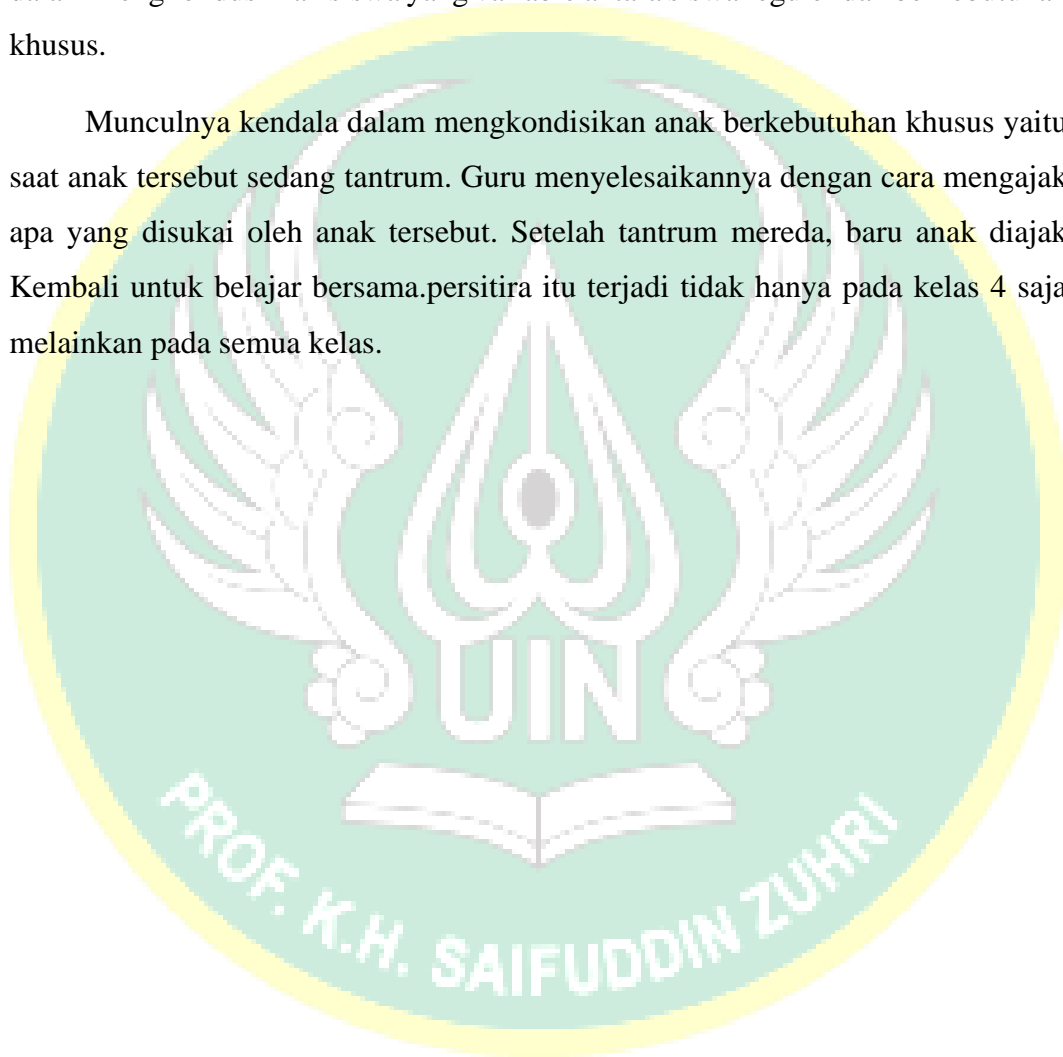 khusus.
Munculnya kendala dalam mengkondisikan anak berkebutuhan khusus yaitu
saat anak tersebut sedang tantrum. Guru menyelesaikannya dengan cara mengajak
apa yang disukai oleh anak tersebut. Setelah tantrum mereda, baru anak diajak
Kembali untuk belajar bersama.persitira itu terjadi tidak hanya pada kelas 4 saja
melainkan pada semua kelas.
UIN
PROF. K.H. SAIFUDDIN ZUHRI